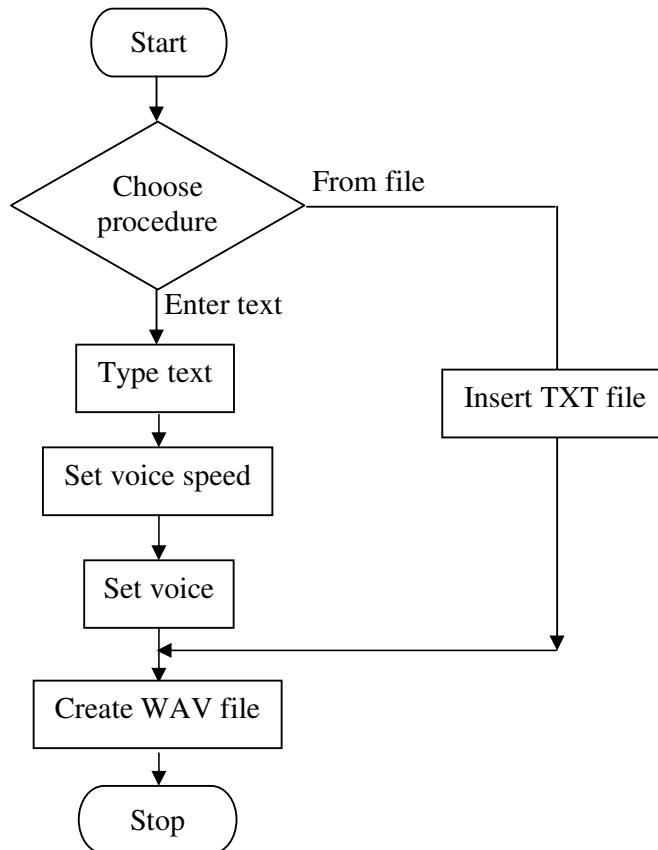 Start
Choose
procedure
From file
Enter text
Type text
Insert TXT file
Set voice speed
Set voice
Create WAV file
Stop